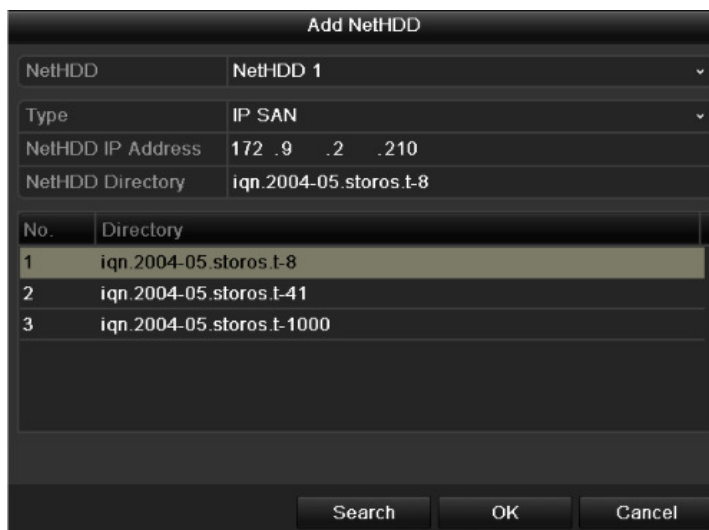 Add NetHDD
NetHDD NetHDD 1
Type IP SAN
NetHDD IP Address 172 .9 .2 .210
NetHDD Directory iqn.2004-05.storos.t-8
No. Directory
1 iqn.2004-05.storos.t-8
2 iqn.2004-05.storos.t-41
3 iqn.2004-05.storos.t-1000
Search OK Cancel